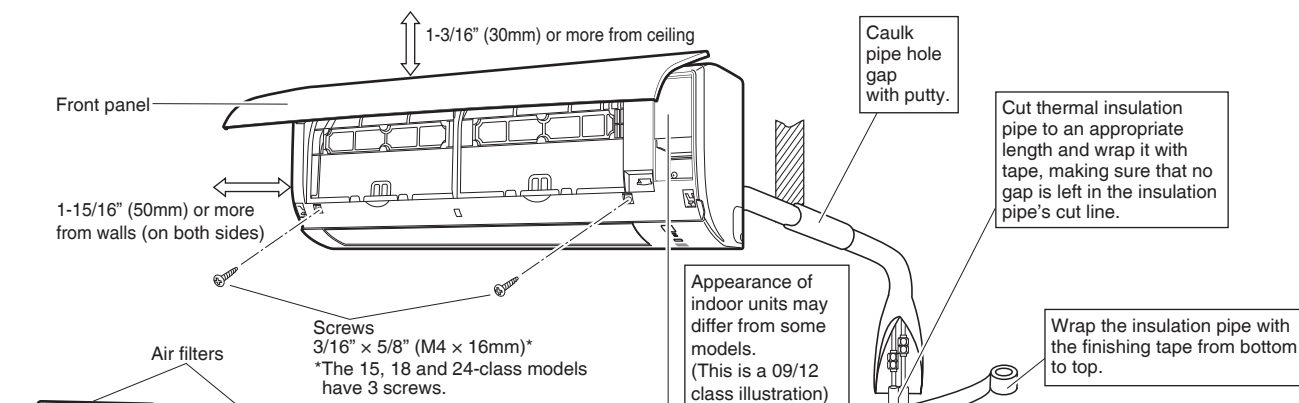 1-3/16” (30mm) or more from ceiling
Front panel
Caulk
pipe hole
gap
with putty.
Cut thermal insulation
pipe to an appropriate
length and wrap it with
tape, making sure that no
gap is left in the insulation
pipe’s cut line.
1-15/16” (50mm) or more
from walls (on both sides)
Appearance of
indoor units may
differ from some
models.
(This is a 09/12
class illustration)
Screws
3/16” × 5/8” (M4 × 16mm)*
*The 15, 18 and 24-class models
have 3 screws.
Wrap the insulation pipe with
the finishing tape from bottom
to top.
Air filters